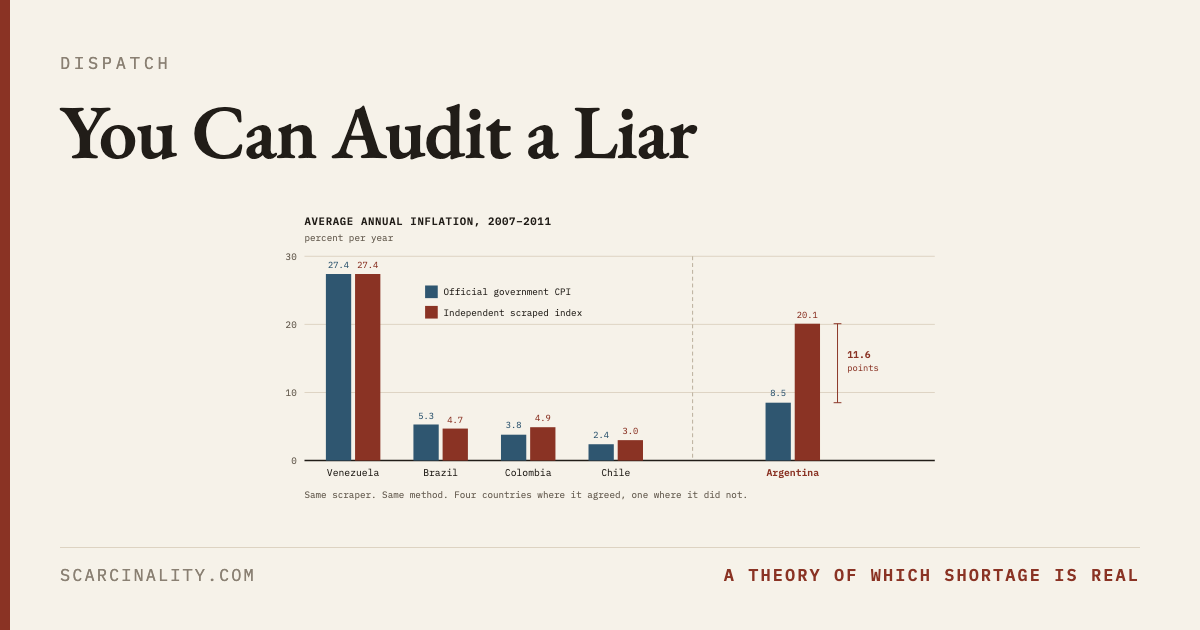 DISPATCH
You Can Audit a Liar
AVERAGE ANNUAL INFLATION, 2007–2011
percent per year
30
27.4 27.4
Official government CPI
Independent scraped index
20
20.1
11.6
points
10
8.5
5.3 4.7
3.8 4.9
2.4 3.0
0
Venezuela Brazil Colombia Chile Argentina
Same scraper. Same method. Four countries where it agreed, one where it did not.
SCARCINALITY.COM
A THEORY OF WHICH SHORTAGE IS REAL